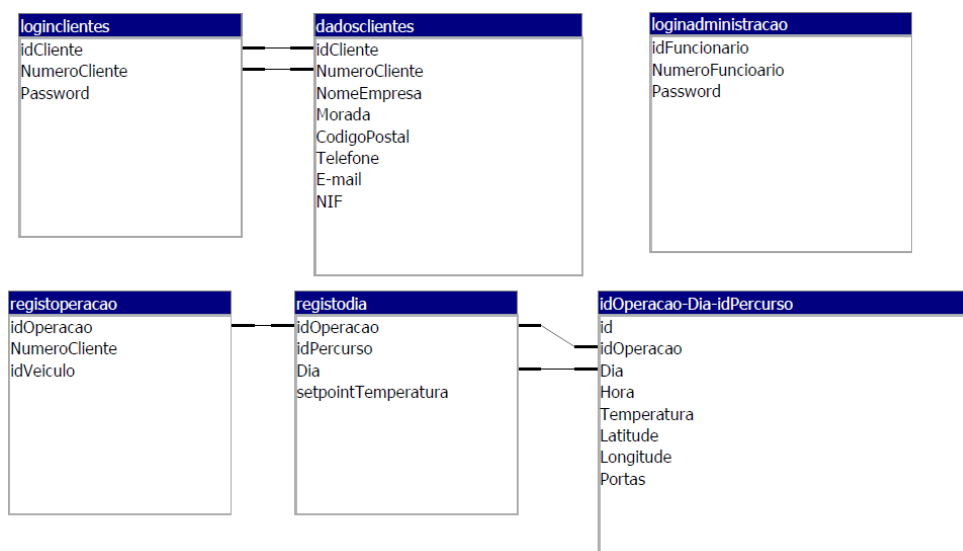 loginclientes
idCliente
NumeroCliente
Password
dadosclientes
idCliente
NumeroCliente
NomeEmpresa
Morada
CodigoPostal
Telefone
E-mail
NIF
loginadministracao
idFuncionario
NumeroFuncioario
Password
registoperacao
idOperacao
NumeroCliente
idVeiculo
registodia
idOperacao
idPercurso
Dia
setpointTemperatura
idOperacao-Dia-idPercurso
id
idOperacao
Dia
Hora
Temperatura
Latitude
Longitude
Portas